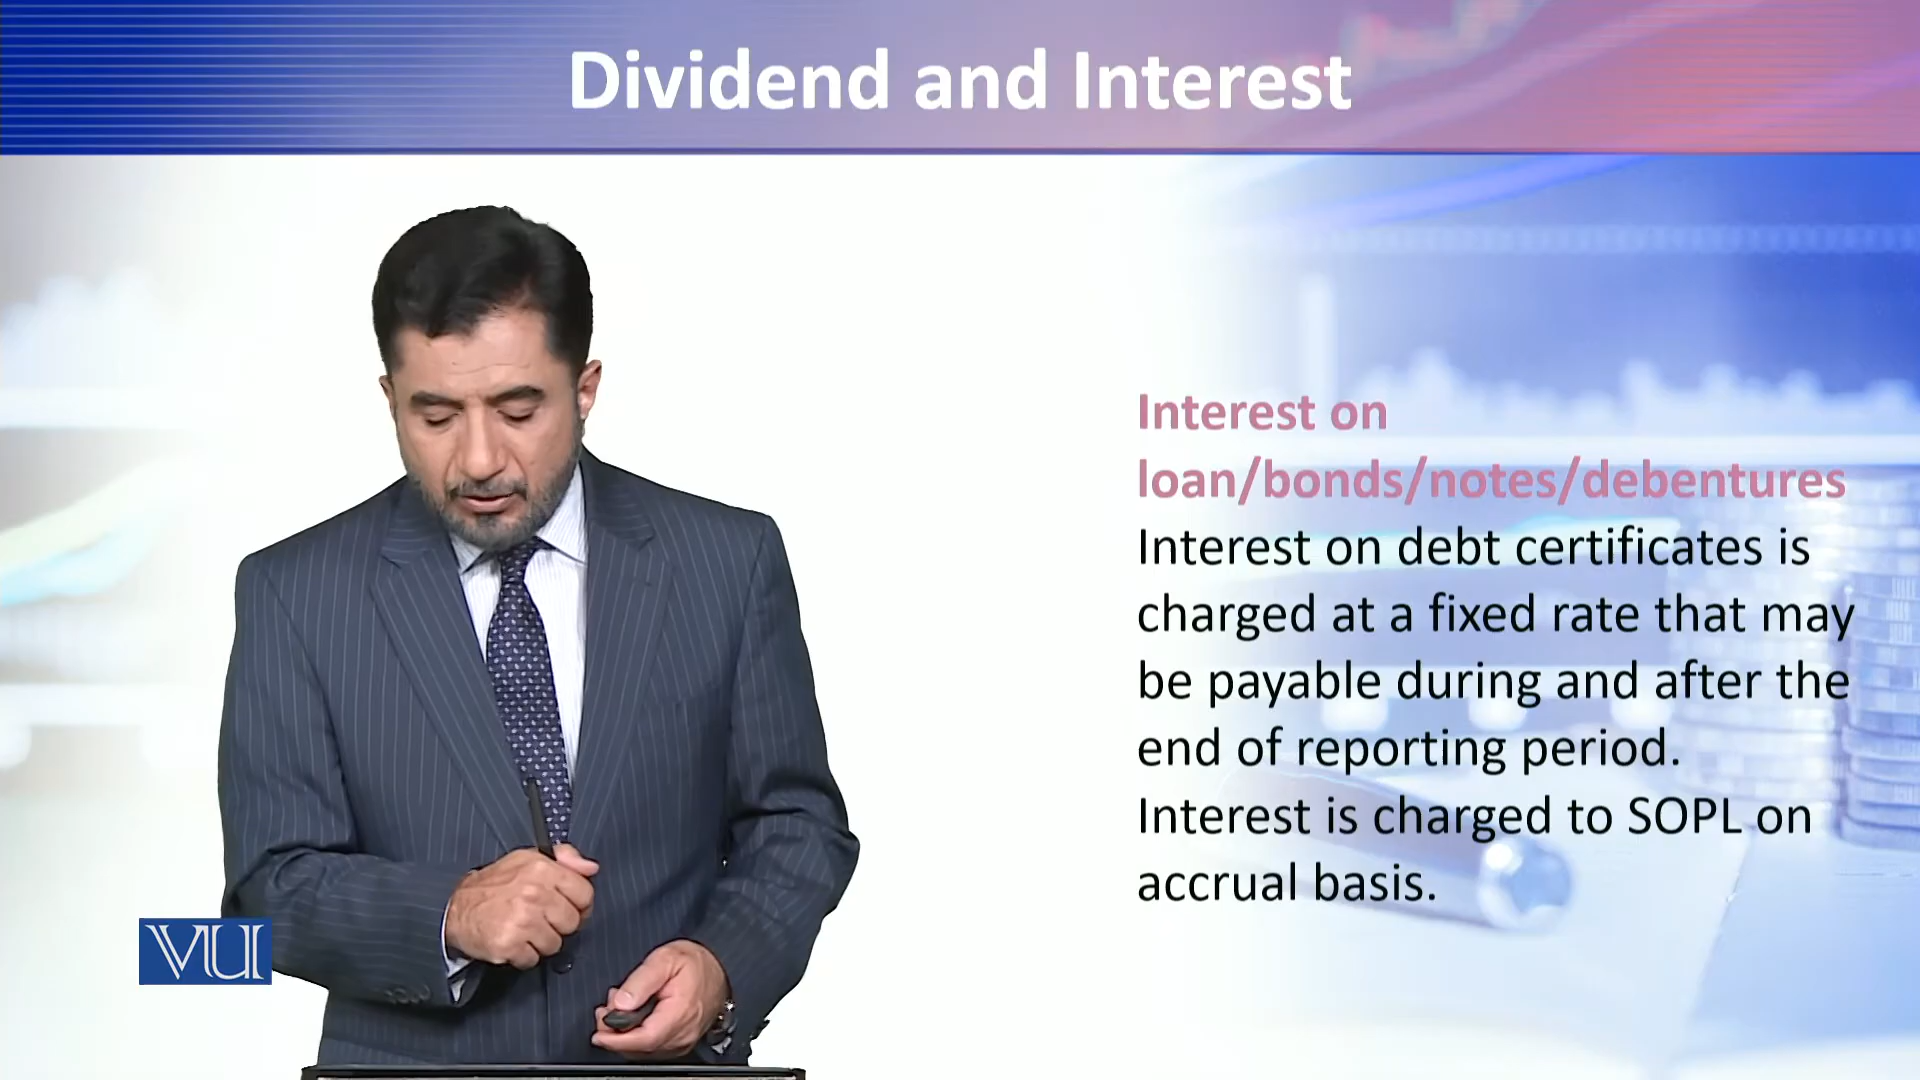 Dividend and Interest
Interest on
loan/bonds/notes/debentures
Interest on debt certificates is
charged at a fixed rate that may
be payable during and after the
end of reporting period.
Interest is charged to SOPL on
accrual basis.
VU